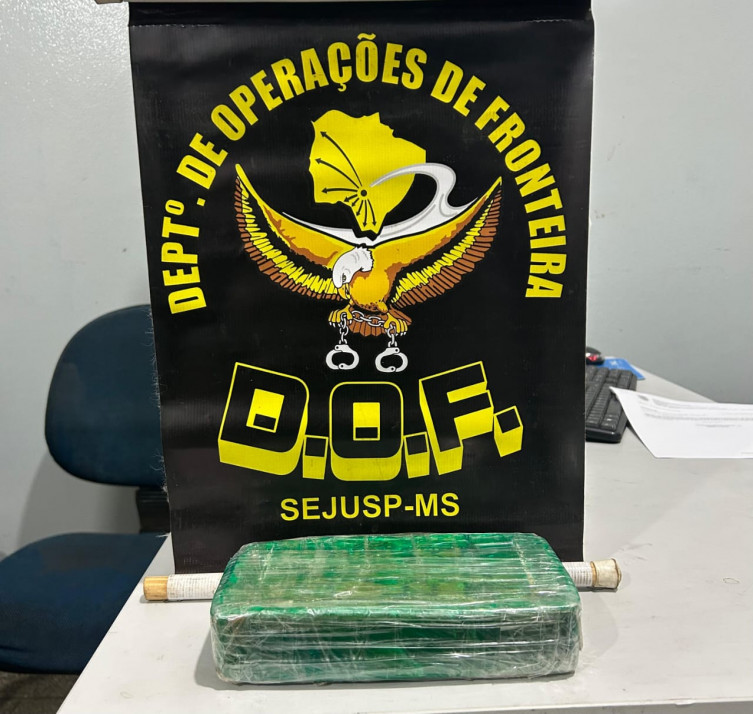 DEPTº. DE OPERAÇÕES DE FRONTEIRA
D.O.F.
SEJUSP-MS